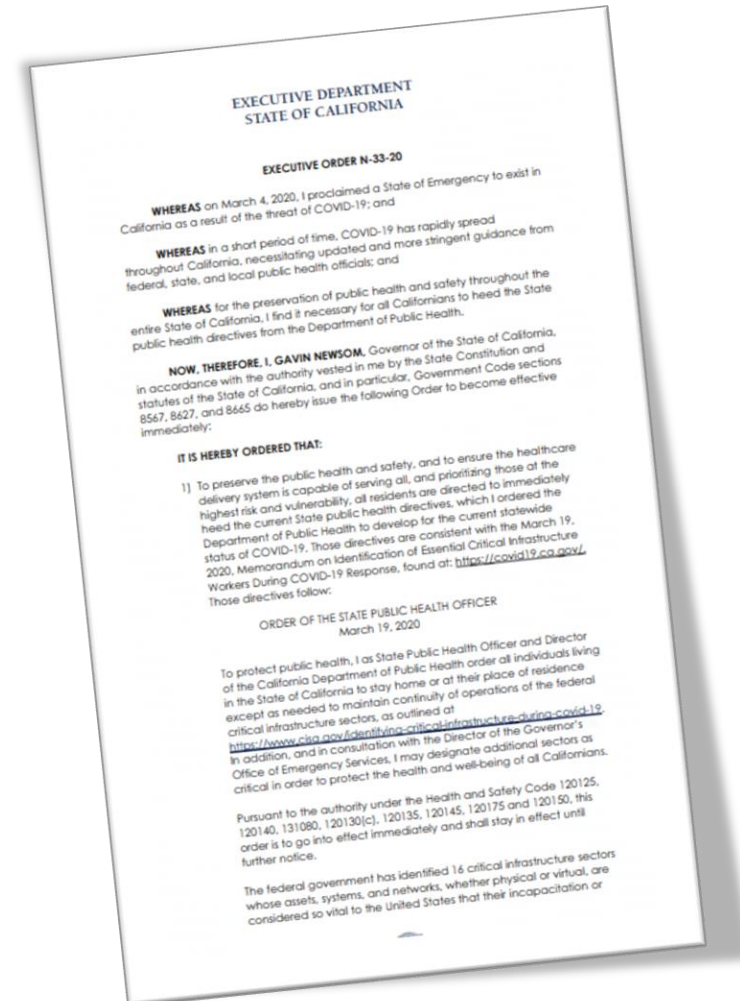 EXECUTIVE DEPARTMENT
STATE OF CALIFORNIA
EXECUTIVE ORDER N-33-20
WHEREAS on March 4, 2020, I proclaimed a State of Emergency to exist in
California as a result of the threat of COVID-19; and
WHEREAS in a short period of time, COVID-19 has rapidly spread
throughout California, necessitating updated and more stringent guidance from
federal, state, and local public health officials; and
WHEREAS for the preservation of public health and safety throughout the
entire State of California, I find it necessary for all Californians to heed the State
public health directives from the Department of Public Health.
NOW, THEREFORE, I, GAVIN NEWSOM, Governor of the State of California,
in accordance with the authority vested in me by the State Constitution and
statutes of the State of California, and in particular, Government Code sections
8567, 8627, and 8665 do hereby issue the following Order to become effective
immediately:
IT IS HEREBY ORDERED THAT:
1) To preserve the public health and safety, and to ensure the healthcare
delivery system is capable of serving all, and prioritizing those at the
highest risk and vulnerability, all residents are directed to immediately
heed the current State public health directives, which I ordered the
Department of Public Health to develop for the current statewide
status of COVID-19. Those directives are consistent with the March 19,
2020, Memorandum on Identification of Essential Critical Infrastructure
Workers During COVID-19 Response, found at: https://covid19.ca.gov/.
Those directives follow:
ORDER OF THE STATE PUBLIC HEALTH OFFICER
March 19, 2020
To protect public health, I as State Public Health Officer and Director
of the California Department of Public Health order all individuals living
in the State of California to stay home or at their place of residence
except as needed to maintain continuity of operations of the federal
critical infrastructure sectors, as outlined at
https://www.cisa.gov/identifying-critical-infrastructure-during-covid-19.
In addition, and in consultation with the Director of the Governor's
Office of Emergency Services, I may designate additional sectors as
critical in order to protect the health and well-being of all Californians.
Pursuant to the authority under the Health and Safety Code 120125,
120140, 131080, 120130(c), 120135, 120145, 120175 and 120150, this
order is to go into effect immediately and shall stay in effect until
further notice.
The federal government has identified 16 critical infrastructure sectors
whose assets, systems, and networks, whether physical or virtual, are
considered so vital to the United States that their incapacitation or